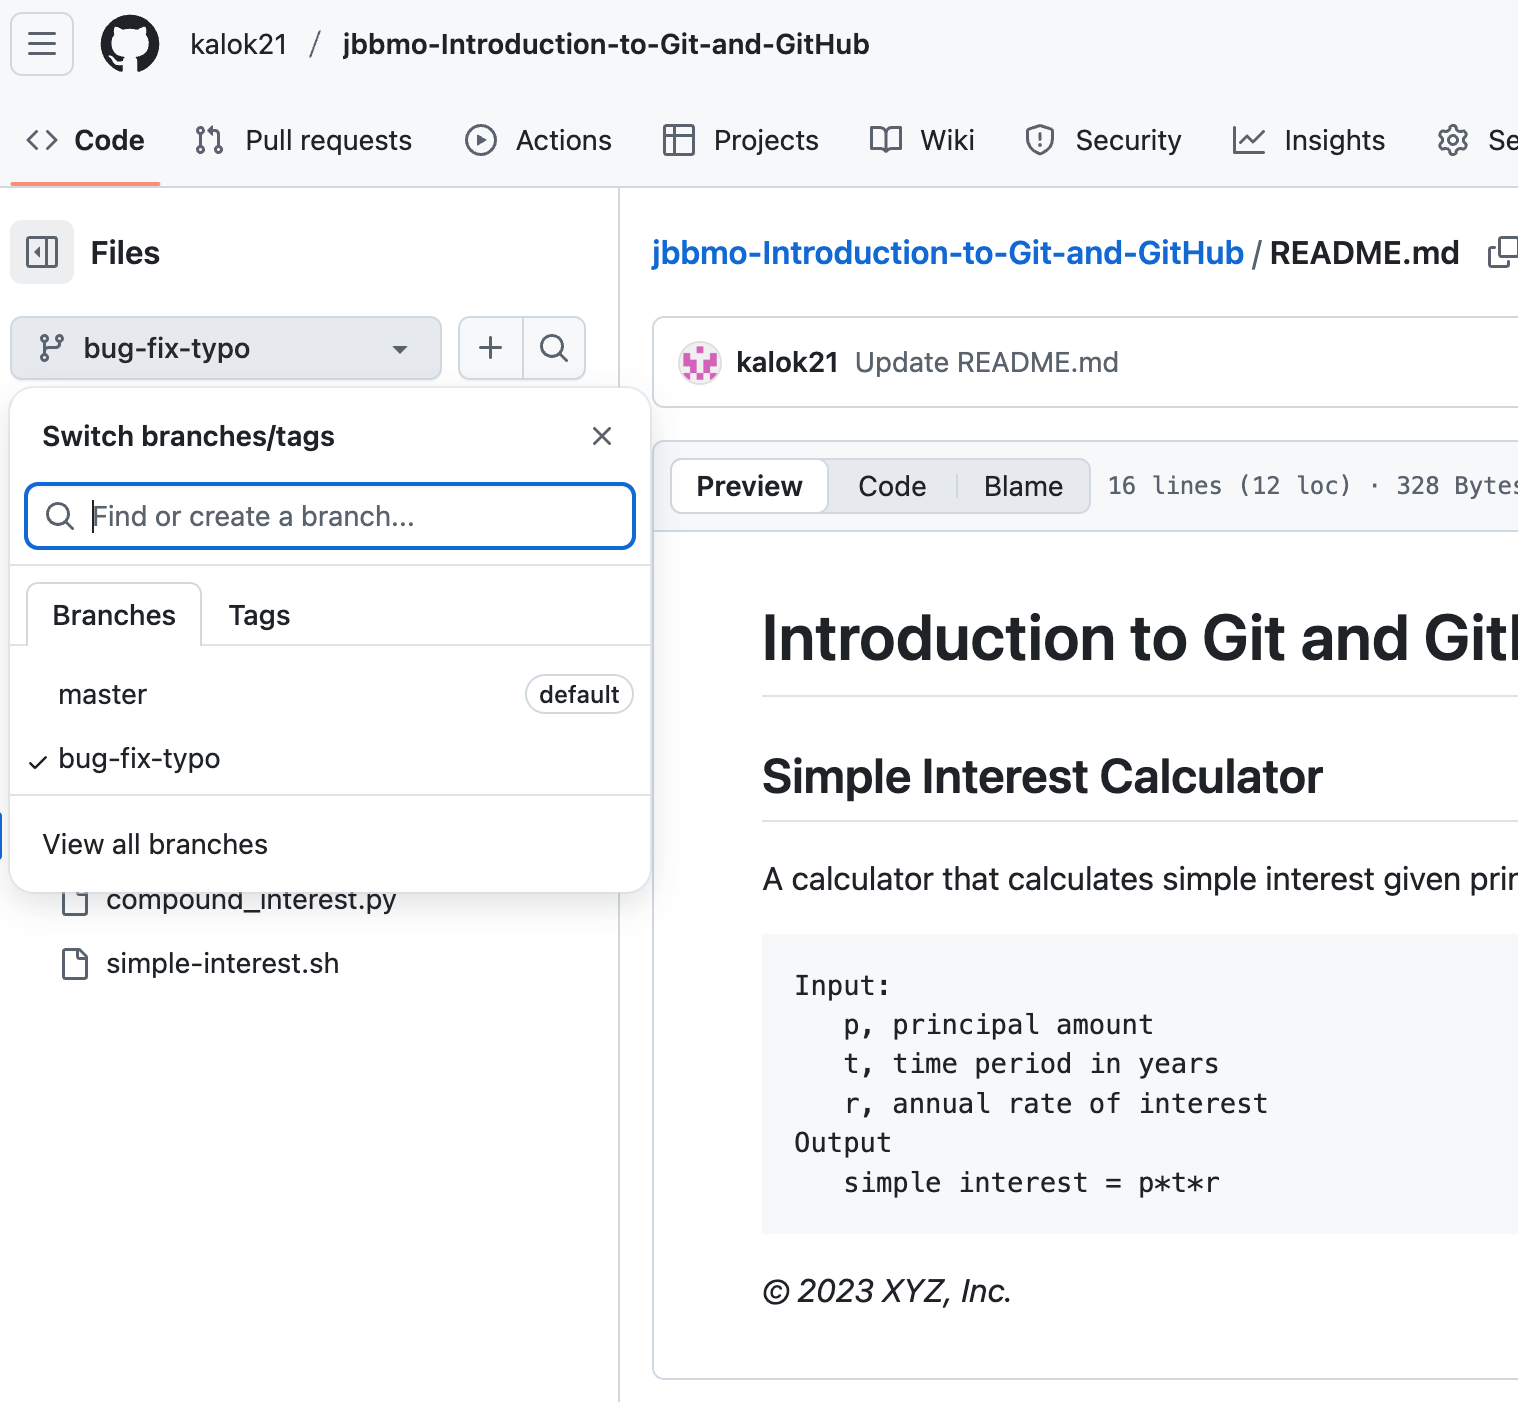 kalok21 / jbbmo-Introduction-to-Git-and-GitHub
Code Pull requests Actions Projects Wiki Security Insights
Files
bug-fix-typo
Switch branches/tags
Find or create a branch...
Branches Tags
master default
bug-fix-typo
View all branches
compound_interest.py
simple-interest.sh
jbbmo-Introduction-to-Git-and-GitHub / README.md
kalok21 Update README.md
Preview Code Blame 16 lines (12 loc) · 328 Bytes
Introduction to Git and
Simple Interest Calculator
A calculator that calculates simple interest given
Input:
p, principal amount
t, time period in years
r, annual rate of interest
Output
simple interest = p*t*r
© 2023 XYZ, Inc.